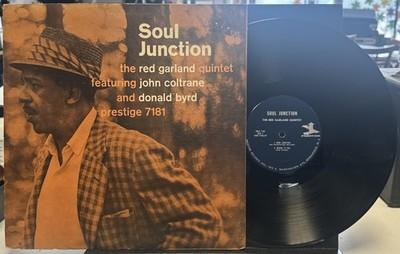 Soul
Junction
the red garland quintet
featuring john coltrane
and donald byrd
prestige 7181
SOUL JUNCTION
THE RED GARLAND QUINTET